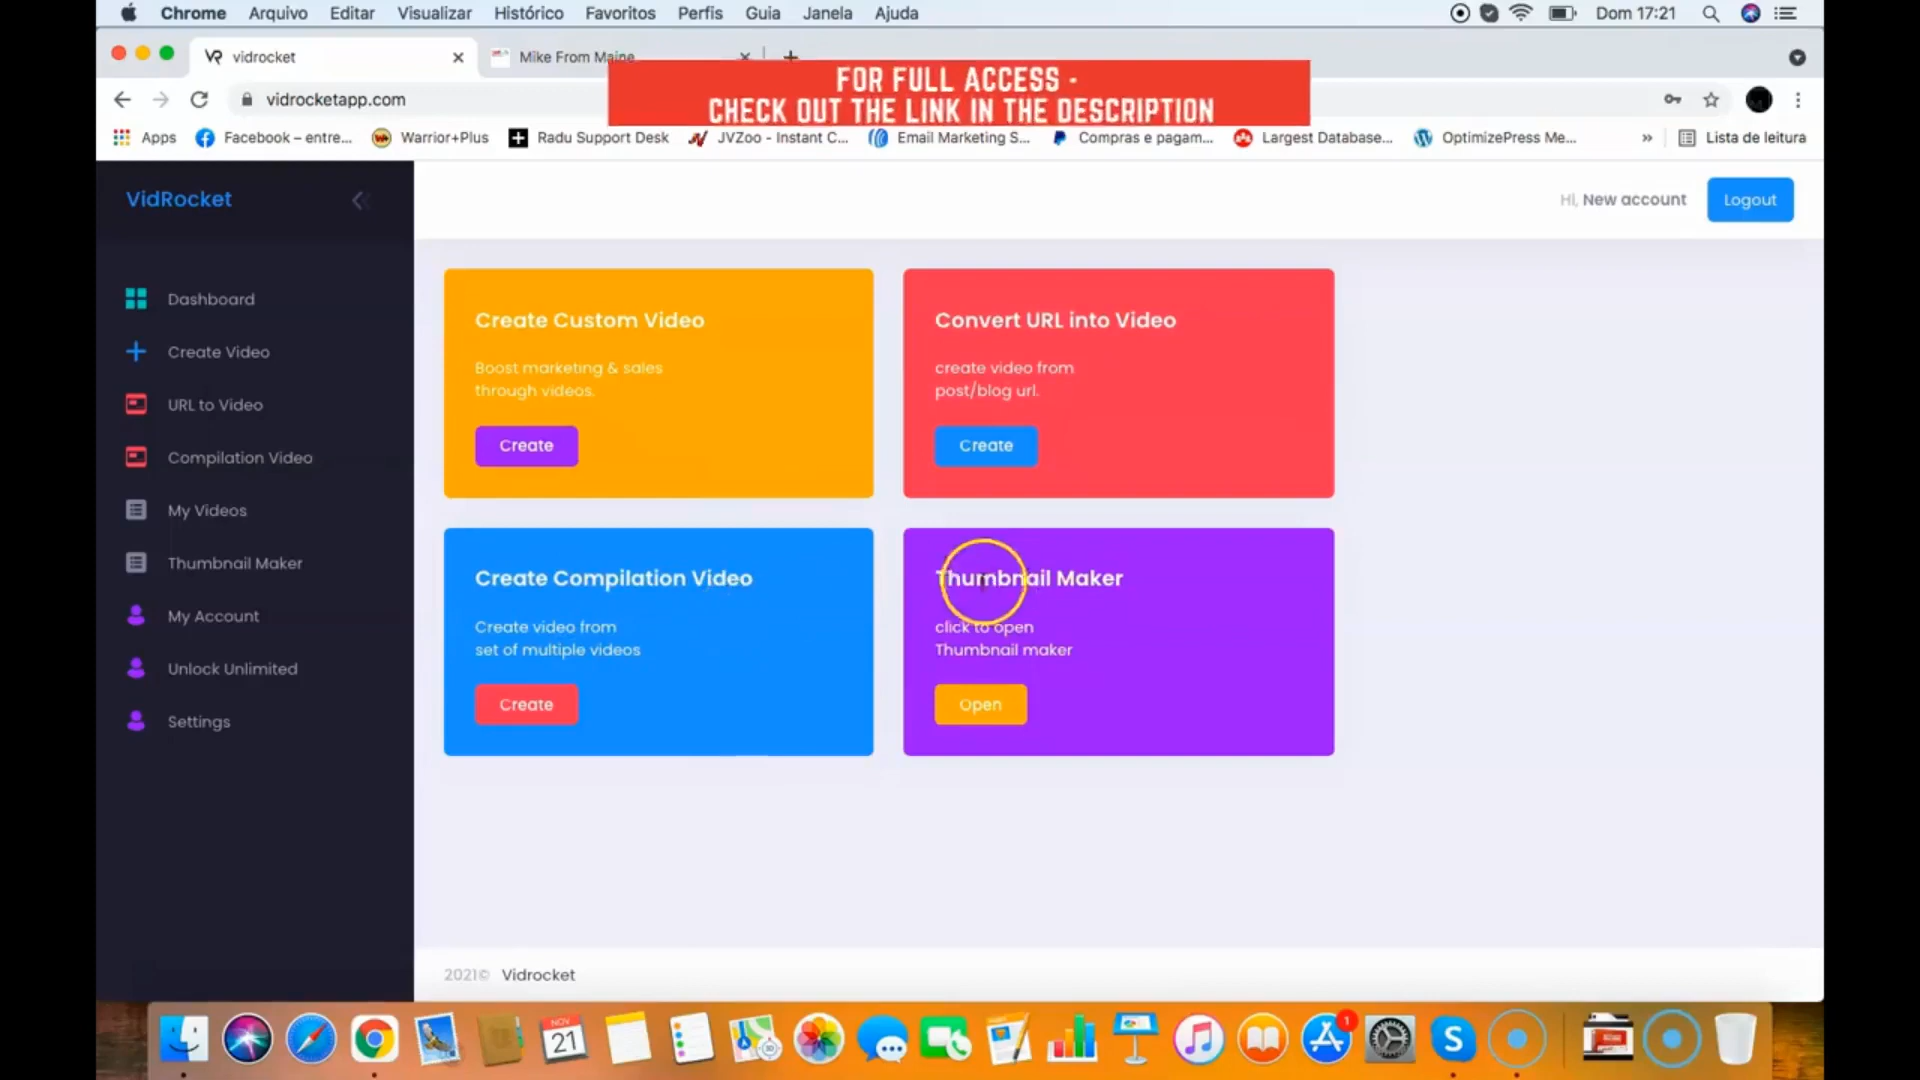 Chrome Arquivo Editar Visualizar Histórico Favoritos Perfis Guia Janela Ajuda Dom 17:21
vidrocket Mike From Maine
FOR FULL ACCESS -
CHECK OUT THE LINK IN THE DESCRIPTION
vidrocketapp.com
Apps Facebook – entre... Warrior+Plus Radu Support Desk JVZoo - Instant C... Email Marketing S... Compras e pagam... Largest Database... OptimizePress Me... » Lista de leitura
VidRocket
Hi, New account Logout
Dashboard
Create Video
URL to Video
Compilation Video
My Videos
Thumbnail Maker
My Account
Unlock Unlimited
Settings
Create Custom Video
Boost marketing & sales
through videos.
Create
Convert URL into Video
create video from
post/blog url.
Create
Create Compilation Video
Create video from
set of multiple videos
Create
Thumbnail Maker
click to open
Thumbnail maker
Open
2021© Vidrocket
NOV
21
1